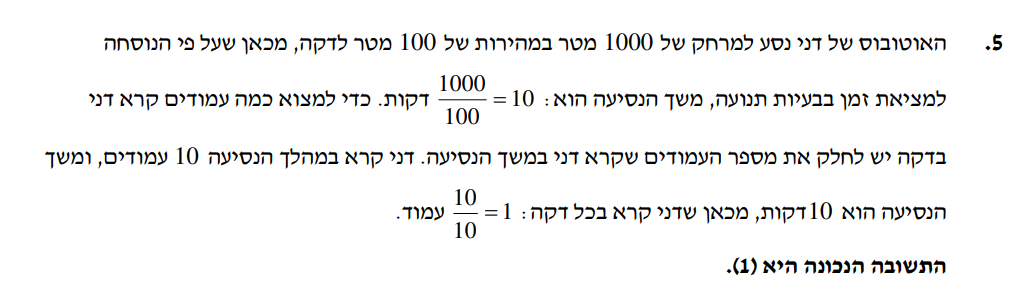 5. האוטובוס של דני נסע למרחק של 1000 מטר במהירות של 100 מטר לדקה, מכאן שעל פי הנוסחה
למציאת זמן בבעיות תנועה, משך הנסיעה הוא: 1000/100 = 10 דקות. כדי למצוא כמה עמודים קרא דני
בדקה יש לחלק את מספר העמודים שקרא דני במשך הנסיעה. דני קרא במהלך הנסיעה 10 עמודים, ומשך
הנסיעה הוא 10 דקות, מכאן שדני קרא בכל דקה: 10/10 = 1 עמוד.
התשובה הנכונה היא (1).